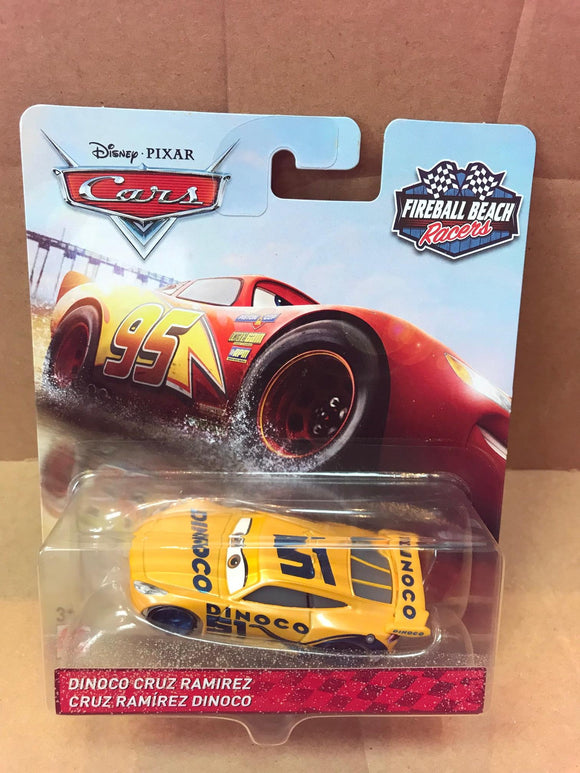 Disney · PIXAR
Cars
FIREBALL BEACH
Racers
95
DINOCO
51
DINOCO
51
DINOCO
DINOCO
3+
DINOCO CRUZ RAMIREZ
CRUZ RAMÍREZ DINOCO